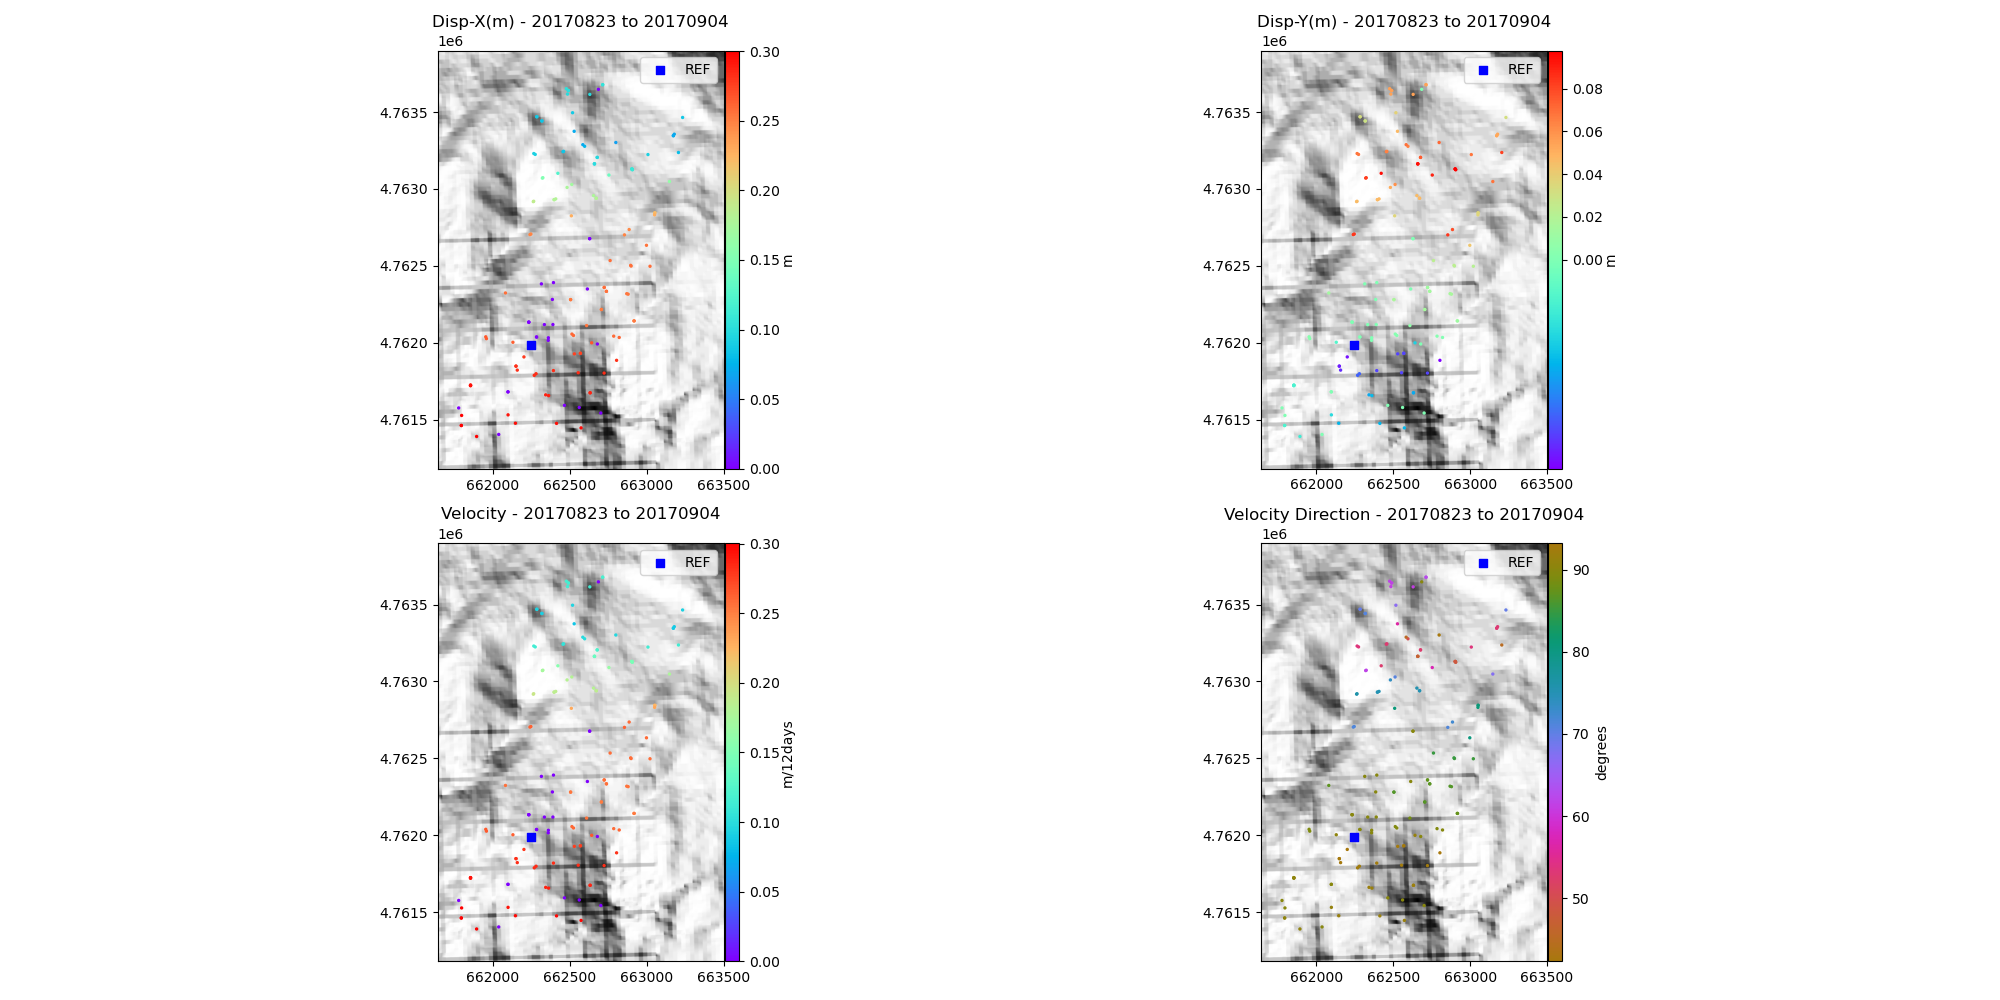 Disp-X(m) - 20170823 to 20170904
1e6
REF
4.7635
4.7630
4.7625
4.7620
4.7615
662000 662500 663000 663500
0.30
0.25
0.20
0.15
0.10
0.05
0.00
m
Disp-Y(m) - 20170823 to 20170904
1e6
REF
4.7635
4.7630
4.7625
4.7620
4.7615
662000 662500 663000 663500
0.08
0.06
0.04
0.02
0.00
m
Velocity - 20170823 to 20170904
1e6
REF
4.7635
4.7630
4.7625
4.7620
4.7615
662000 662500 663000 663500
0.30
0.25
0.20
0.15
0.10
0.05
0.00
m/12days
Velocity Direction - 20170823 to 20170904
1e6
REF
4.7635
4.7630
4.7625
4.7620
4.7615
662000 662500 663000 663500
90
80
70
60
50
degrees